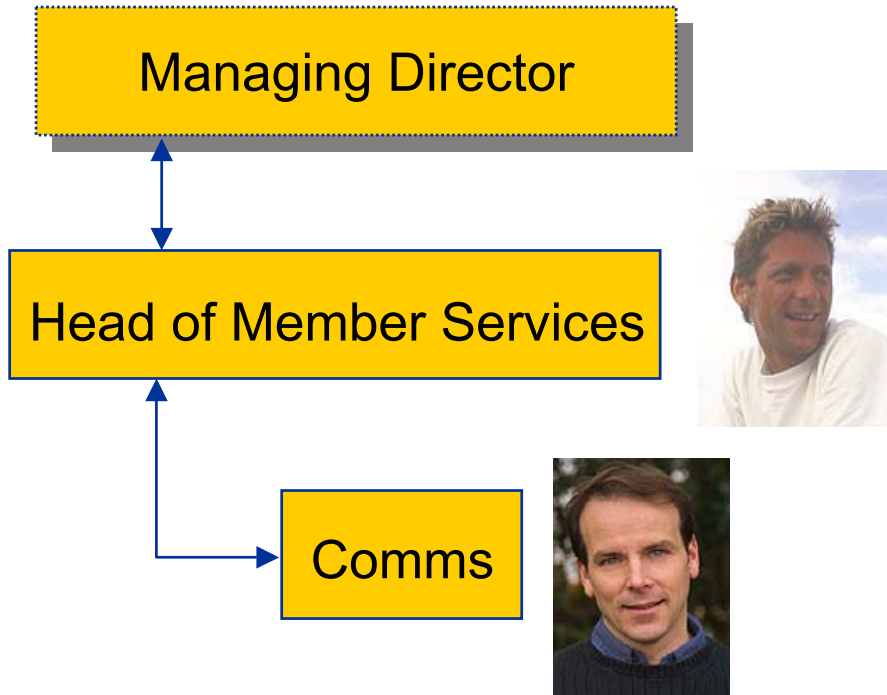 Managing Director
Head of Member Services
Comms